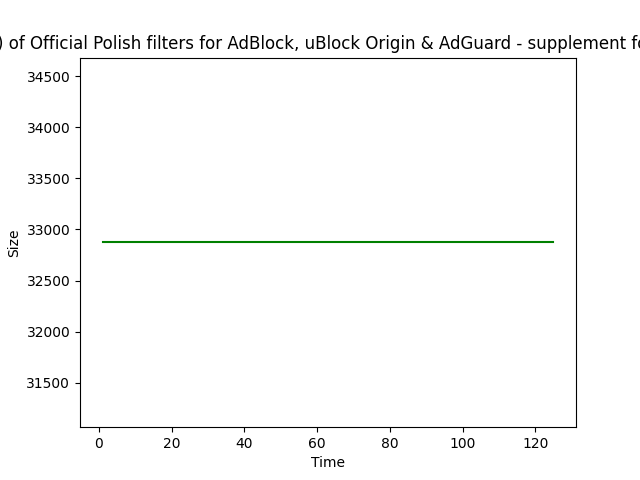 ) of Official Polish filters for AdBlock, uBlock Origin & AdGuard - supplement fo
34500
34000
33500
33000
32500
32000
31500
Size
0 20 40 60 80 100 120
Time